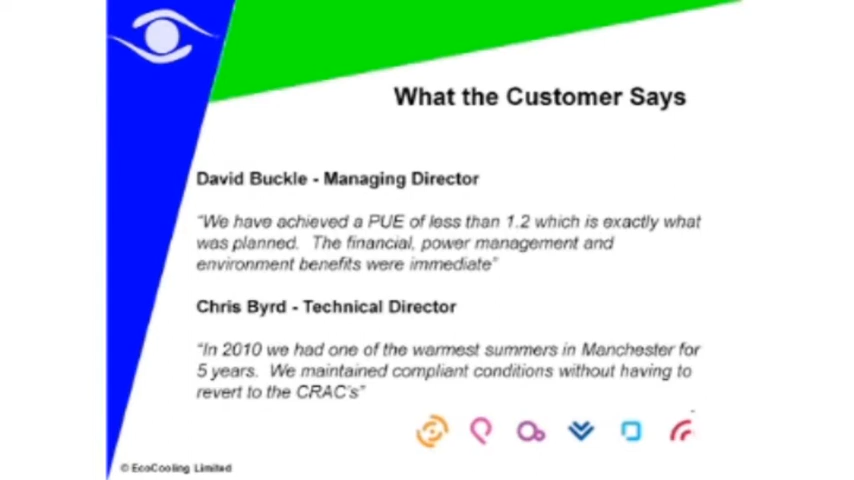 What the Customer Says
David Buckle - Managing Director
“We have achieved a PUE of less than 1.2 which is exactly what
was planned.  The financial, power management and
environment benefits were immediate”
Chris Byrd - Technical Director
“In 2010 we had one of the warmest summers in Manchester for
5 years.  We maintained compliant conditions without having to
revert to the CRAC’s”
© EcoCooling Limited